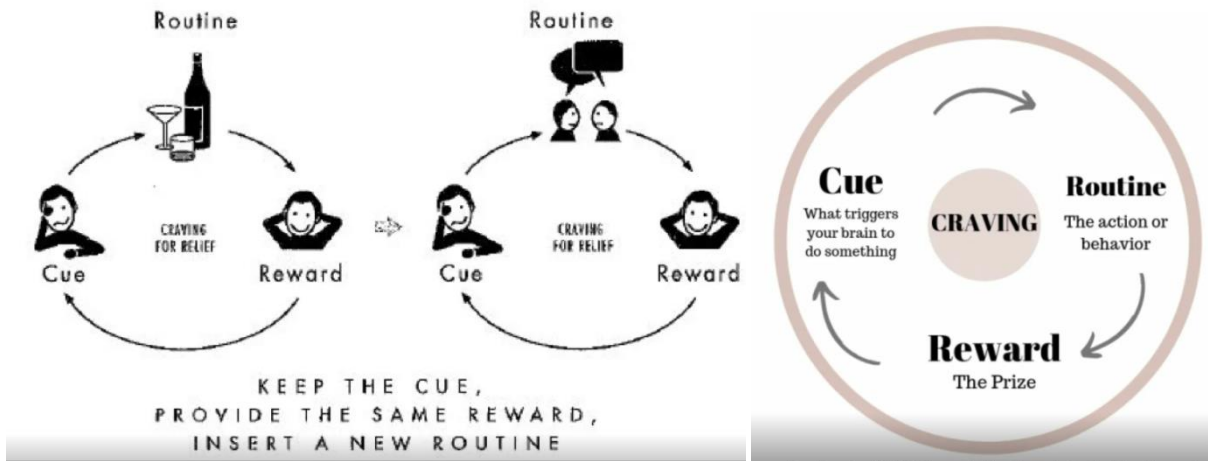 Routine
CRAVING
FOR RELIEF
Cue
Reward
Routine
CRAVING
FOR RELIEF
Cue
Reward
KEEP THE CUE,
PROVIDE THE SAME REWARD,
INSERT A NEW ROUTINE
Cue
What triggers
your brain to
do something
CRAVING
Routine
The action or
behavior
Reward
The Prize